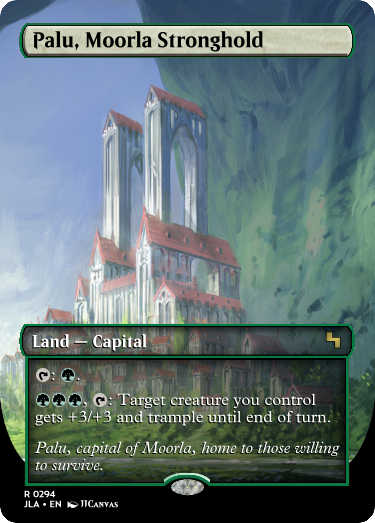 Palu, Moorla Stronghold
Land — Capital
: .
, : Target creature you control
gets +3/+3 and trample until end of turn.
Palu, capital of Moorla, home to those willing
to survive.
R 0294
JLA • EN JJCanvas